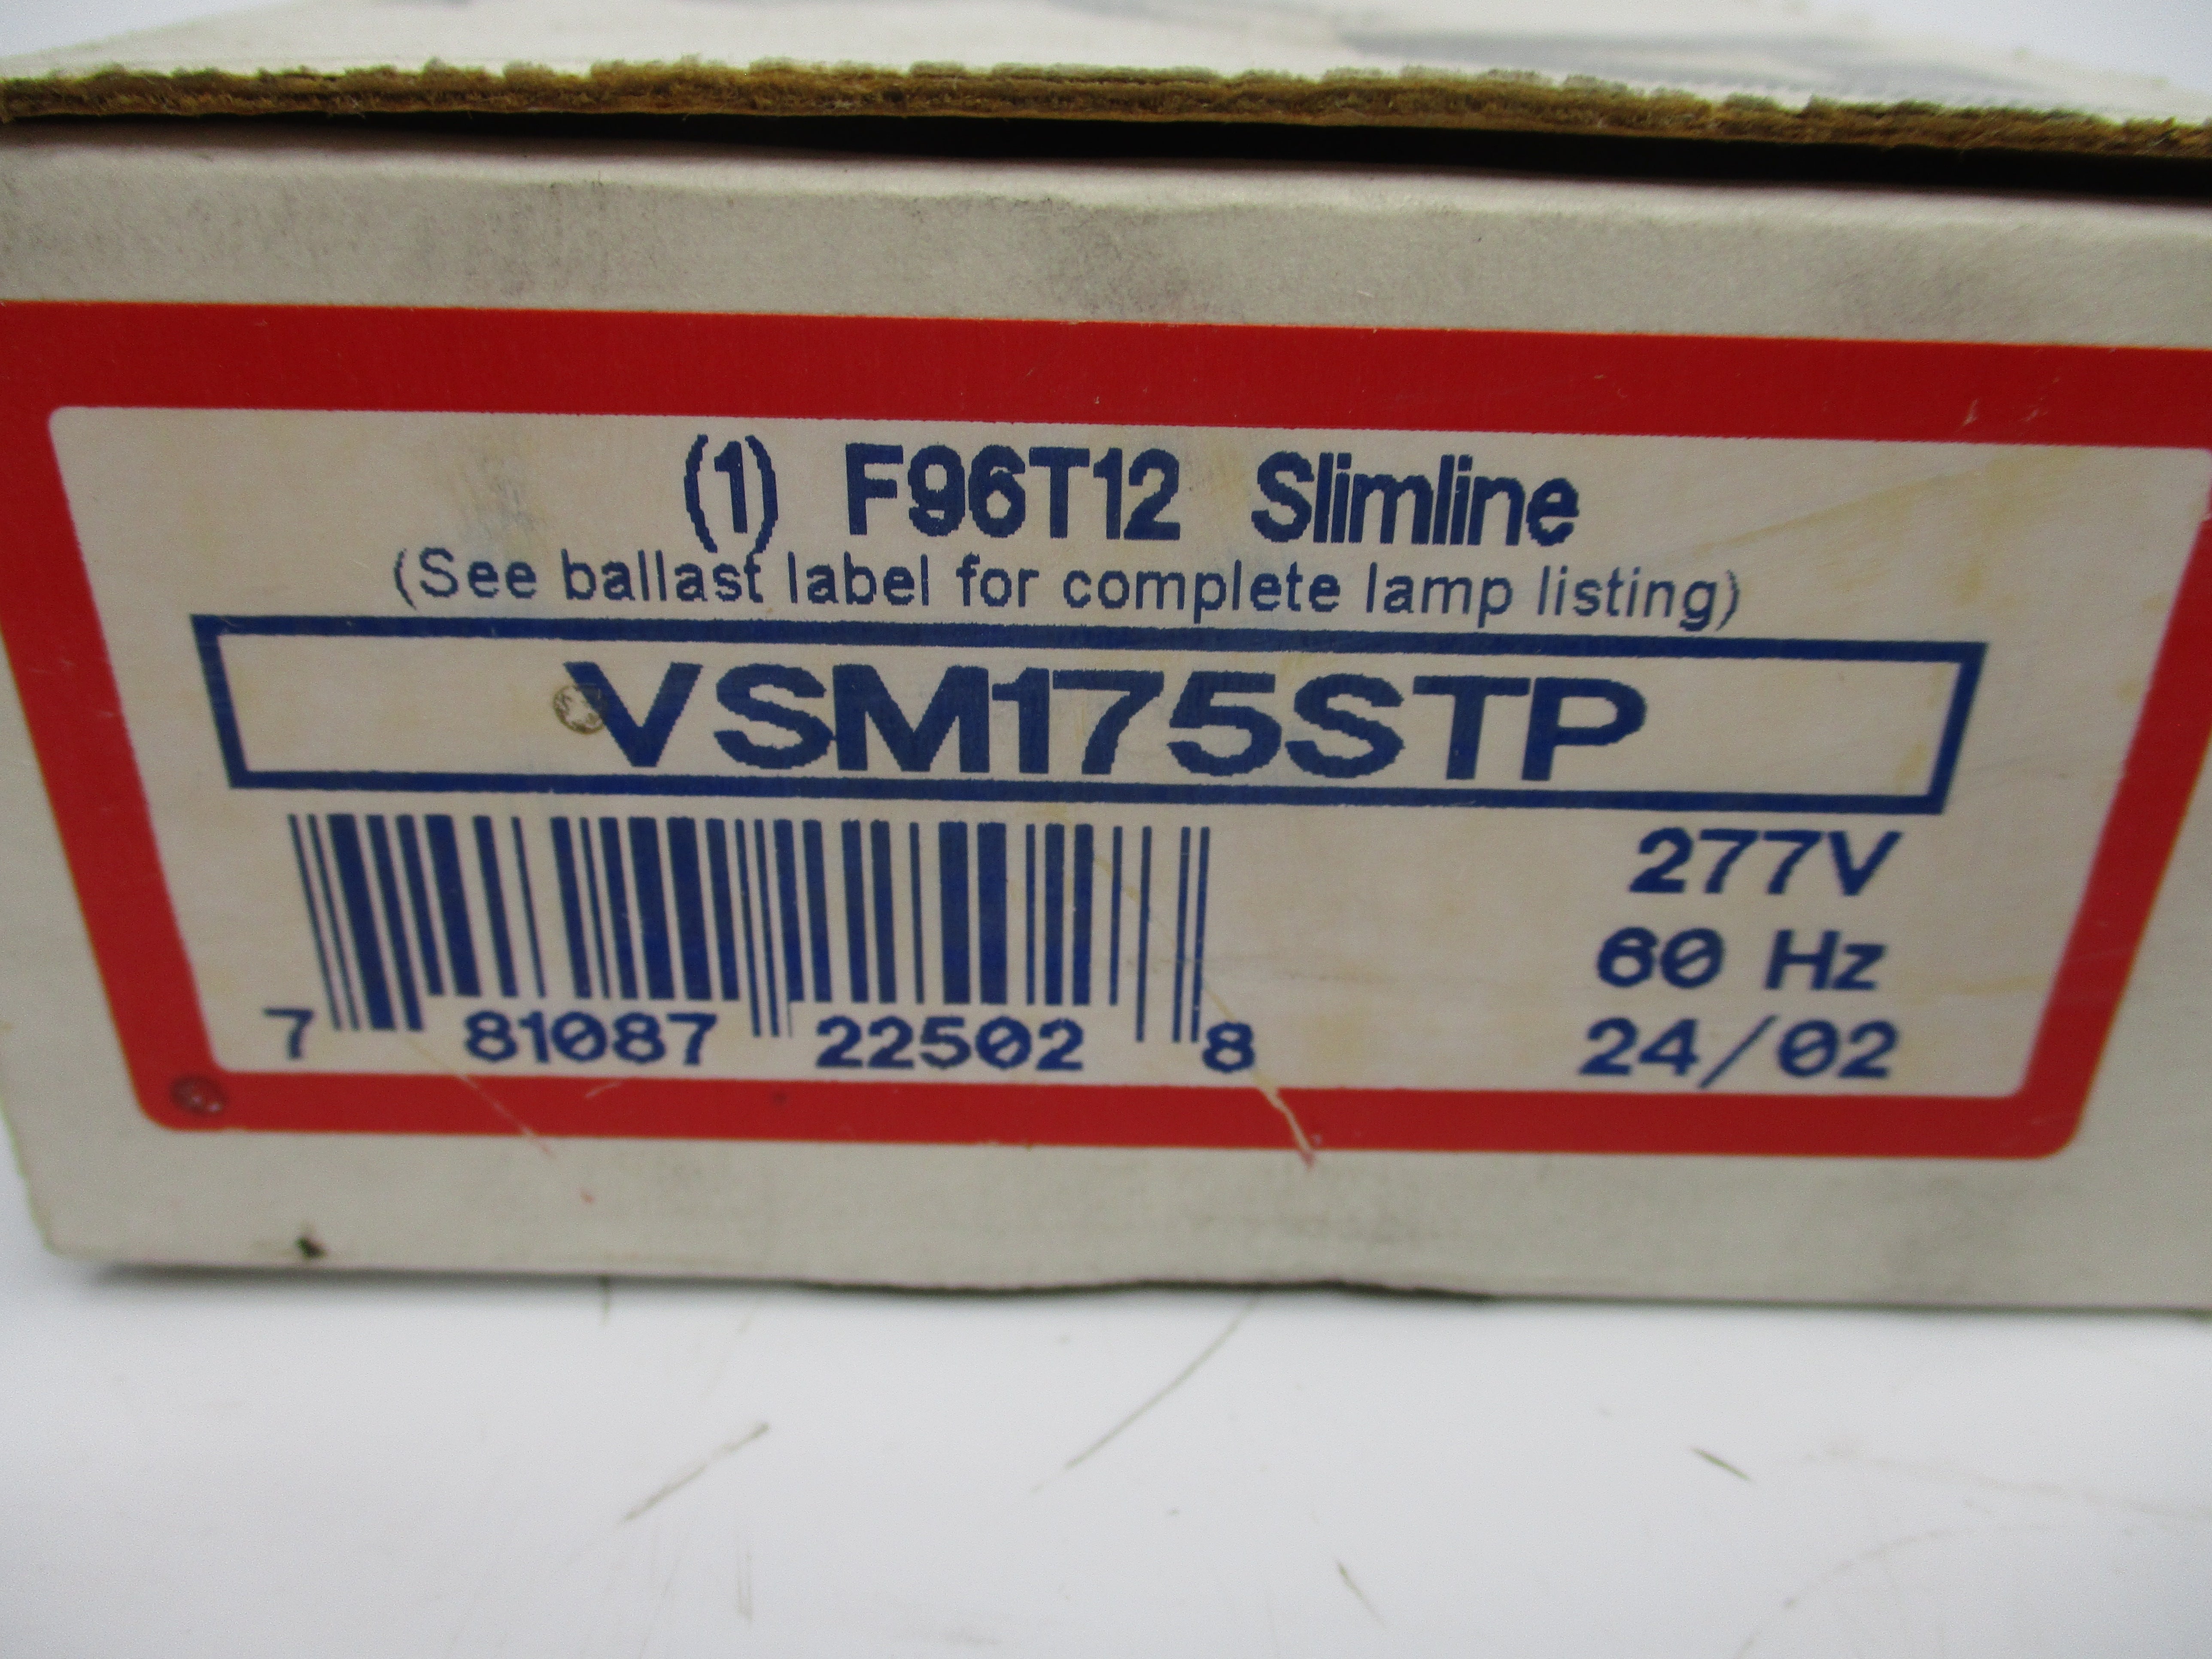 (1) F96T12 Slimline
(See ballast label for complete lamp listing)
VSM175STP
277V
60 Hz
24/02
7 81087 22502 8